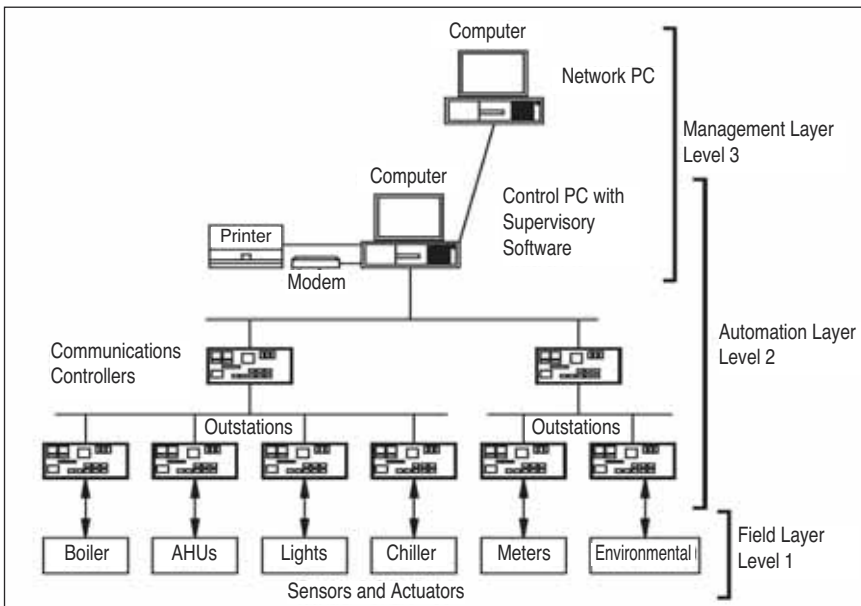 Computer
Network PC
Management Layer
Level 3
Computer
Control PC with
Supervisory
Software
Printer
Modem
Automation Layer
Level 2
Communications
Controllers
Outstations
Outstations
Boiler
AHUs
Lights
Chiller
Meters
Environmental
Field Layer
Level 1
Sensors and Actuators